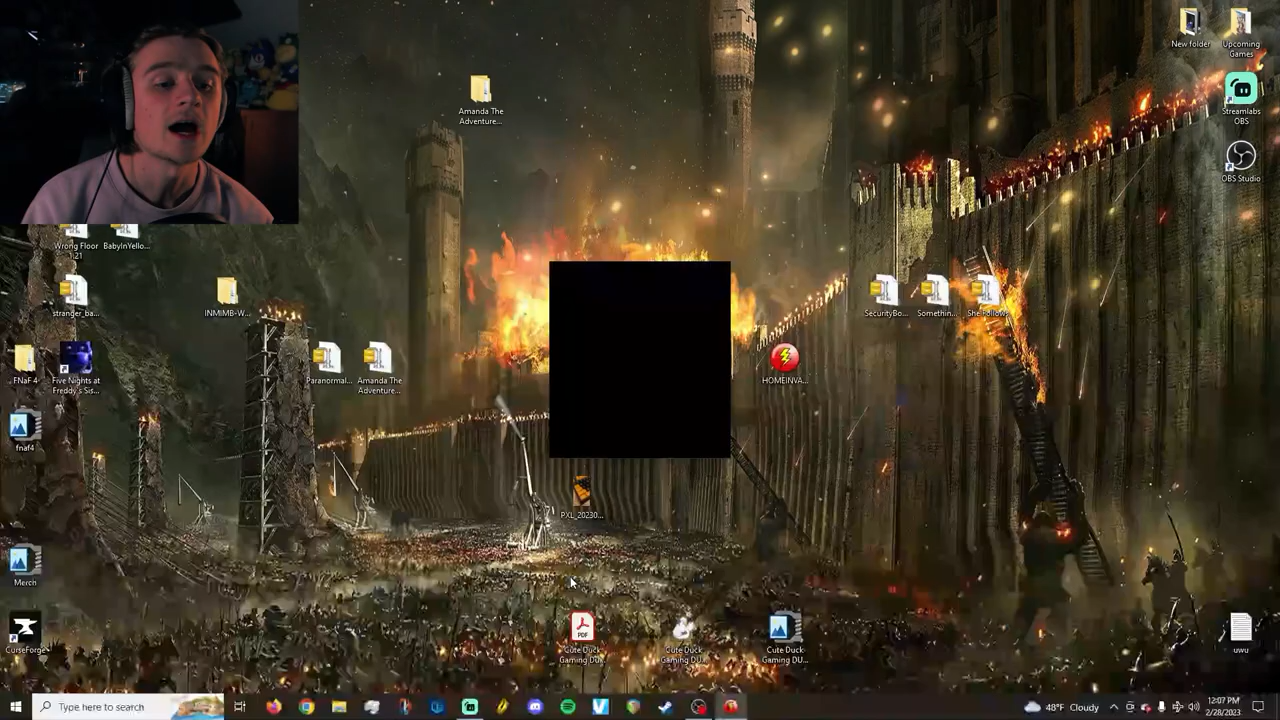 New folder
Upcoming
Games
Amanda The
Adventure...
Streamlabs
OBS
OBS Studio
Wrong Floor
1.21
BabyInYello...
stranger_ba...
INMIMB-W...
SecurityBo...
Somethin...
She Follows
FNaF 4
Five Nights at
Freddy's Sis...
Paranormal...
Amanda The
Adventure...
HOMEINVA...
fnaf4
PXL_20230...
Merch
PDF
CurseForge
Cute Duck
Gaming DU...
Cute Duck
Gaming DU...
Cute Duck
Gaming DU...
uwu
Type here to search
48°F Cloudy
12:07 PM
2/28/2023